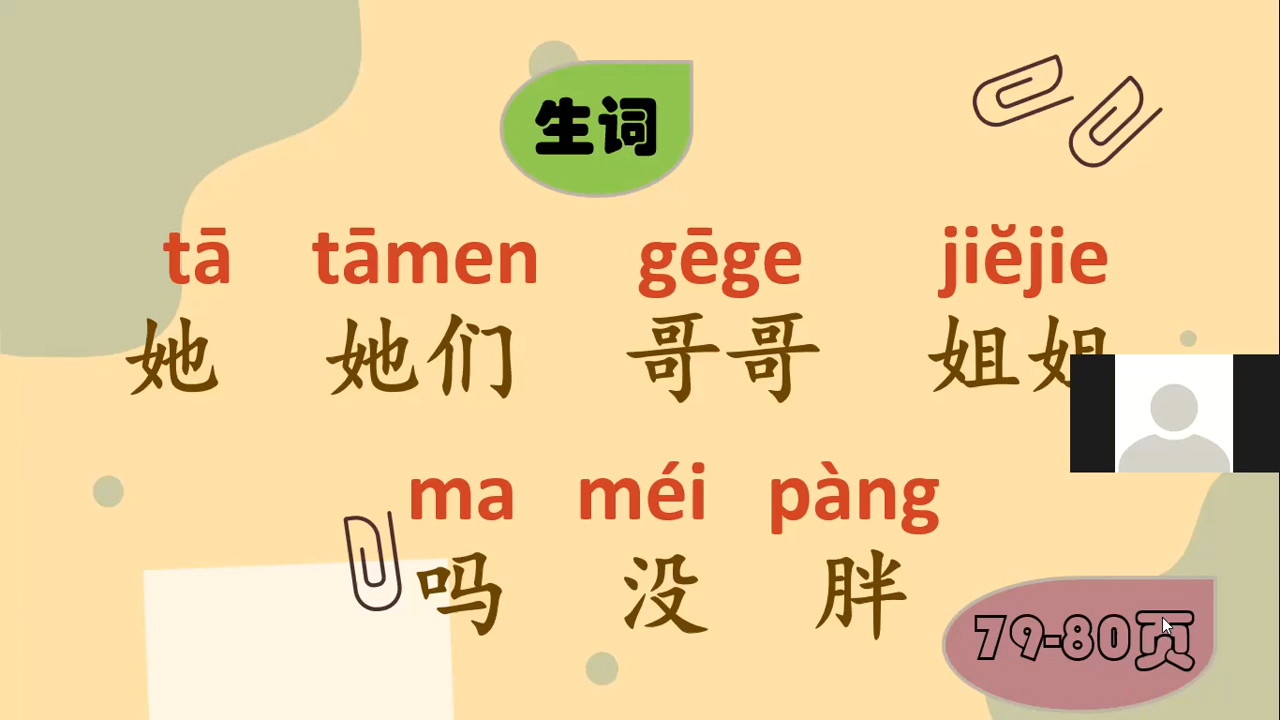 生词
tā tāmen gēge jiějie
她 她们 哥哥 姐姐
ma méi pàng
吗 没 胖
79-80页